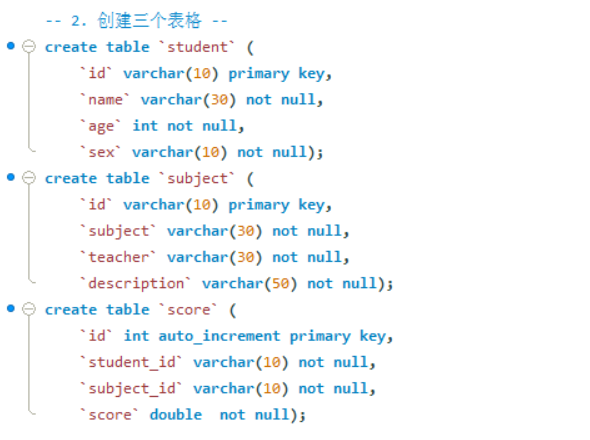 -- 2. 创建三个表格 --
create table `student` (
`id` varchar(10) primary key,
`name` varchar(30) not null,
`age` int not null,
`sex` varchar(10) not null);
create table `subject` (
`id` varchar(10) primary key,
`subject` varchar(30) not null,
`teacher` varchar(30) not null,
`description` varchar(50) not null);
create table `score` (
`id` int auto_increment primary key,
`student_id` varchar(10) not null,
`subject_id` varchar(10) not null,
`score` double  not null);